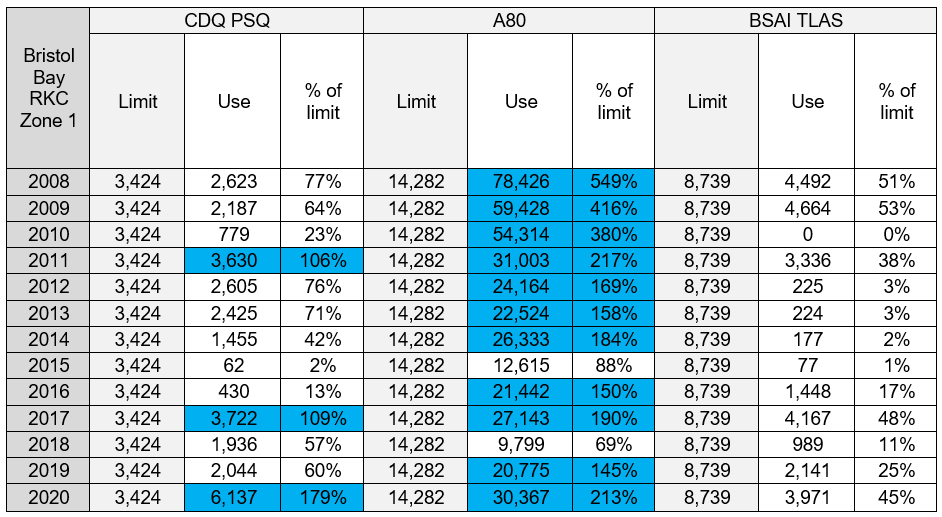 CDQ PSQ A80 BSAI TLAS
Bristol
Bay
RKC
Zone 1
Limit Use % of limit Limit Use % of limit Limit Use % of limit
2008 3,424 2,623 77% 14,282 78,426 549% 8,739 4,492 51%
2009 3,424 2,187 64% 14,282 59,428 416% 8,739 4,664 53%
2010 3,424 779 23% 14,282 54,314 380% 8,739 0 0%
2011 3,424 3,630 106% 14,282 31,003 217% 8,739 3,336 38%
2012 3,424 2,605 76% 14,282 24,164 169% 8,739 225 3%
2013 3,424 2,425 71% 14,282 22,524 158% 8,739 224 3%
2014 3,424 1,455 42% 14,282 26,333 184% 8,739 177 2%
2015 3,424 62 2% 14,282 12,615 88% 8,739 77 1%
2016 3,424 430 13% 14,282 21,442 150% 8,739 1,448 17%
2017 3,424 3,722 109% 14,282 27,143 190% 8,739 4,167 48%
2018 3,424 1,936 57% 14,282 9,799 69% 8,739 989 11%
2019 3,424 2,044 60% 14,282 20,775 145% 8,739 2,141 25%
2020 3,424 6,137 179% 14,282 30,367 213% 8,739 3,971 45%